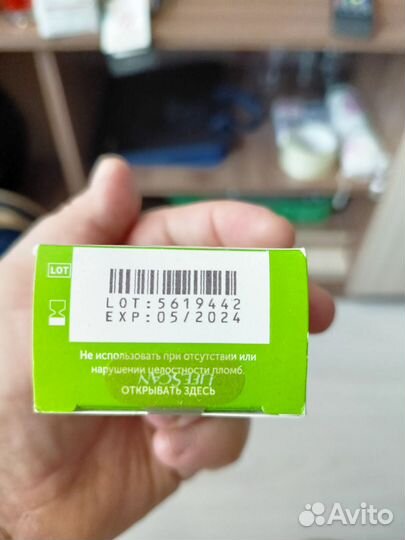 LOT
LOT:5619442
EXP:05/2024
Не использовать при отсутствии или
нарушении целостности пломб.
LIFESCAN
ОТКРЫВАТЬ ЗДЕСЬ
Avito